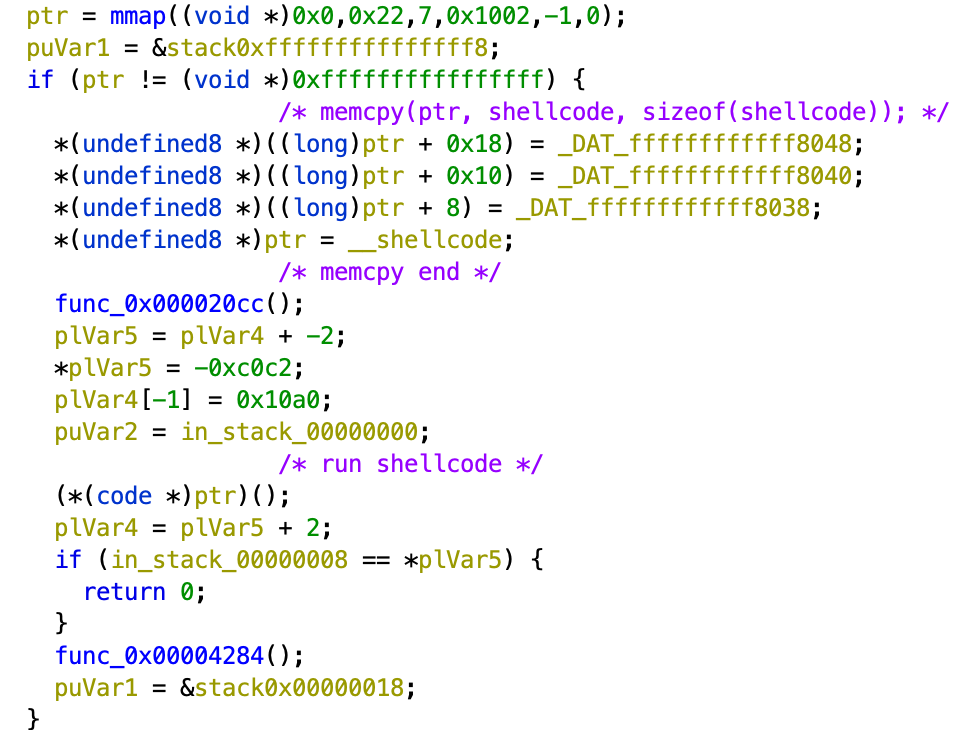 ptr = mmap((void *)0x0,0x22,7,0x1002,-1,0);
puVar1 = &stack0xfffffffffffffff8;
if (ptr != (void *)0xffffffffffffffff) {
/* memcpy(ptr, shellcode, sizeof(shellcode)); */
*(undefined8 *)((long)ptr + 0x18) = _DAT_ffffffffffff8048;
*(undefined8 *)((long)ptr + 0x10) = _DAT_ffffffffffff8040;
*(undefined8 *)((long)ptr + 8) = _DAT_ffffffffffff8038;
*(undefined8 *)ptr = __shellcode;
/* memcpy end */
func_0x000020cc();
plVar5 = plVar4 + -2;
*plVar5 = -0xc0c2;
plVar4[-1] = 0x10a0;
puVar2 = in_stack_00000000;
/* run shellcode */
(*(code *)ptr)();
plVar4 = plVar5 + 2;
if (in_stack_00000008 == *plVar5) {
return 0;
}
func_0x00004284();
puVar1 = &stack0x00000018;
}